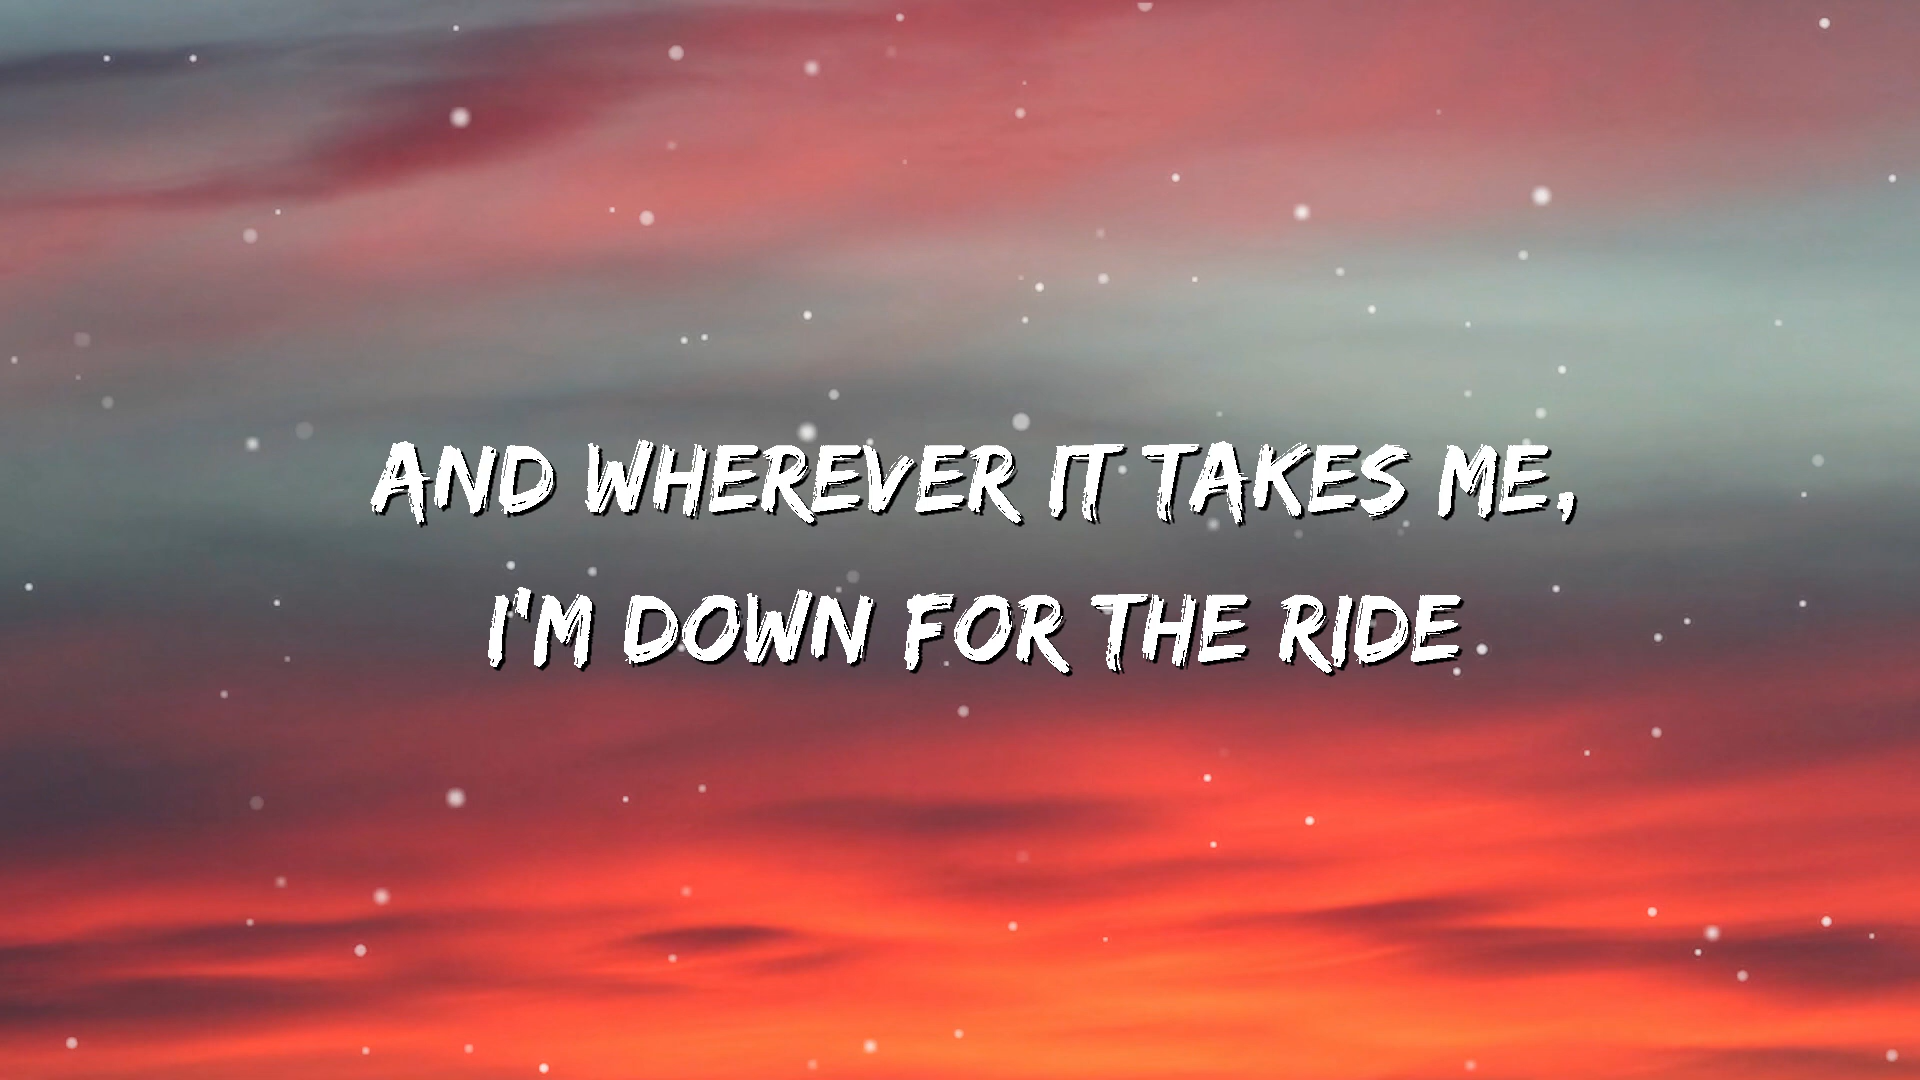 AND WHEREVER IT TAKES ME,
I'M DOWN FOR THE RIDE